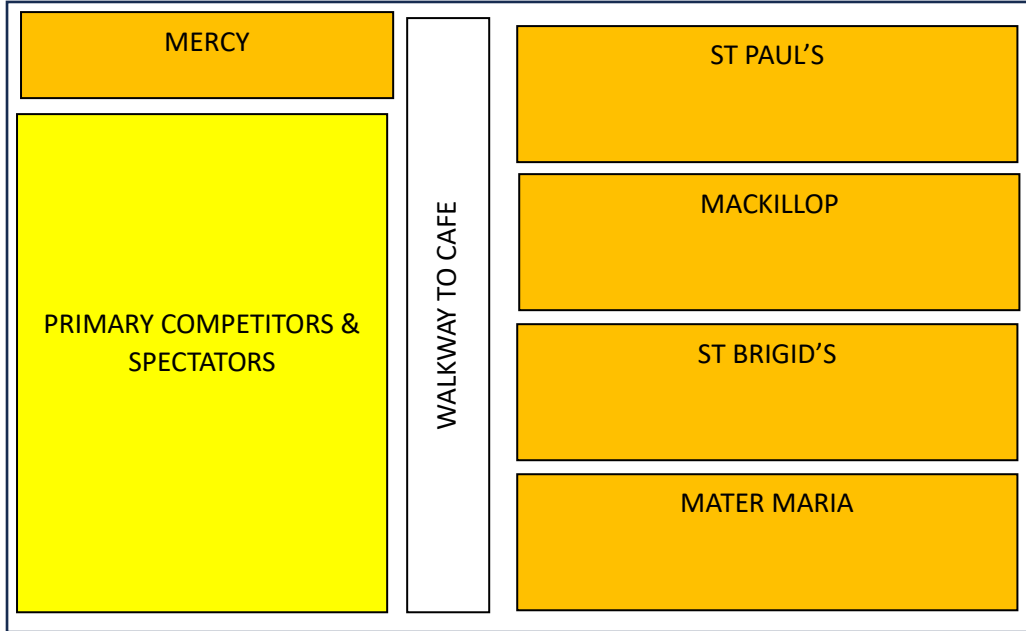 MERCY
PRIMARY COMPETITORS &
SPECTATORS
WALKWAY TO CAFE
ST PAUL’S
MACKILLOP
ST BRIGID’S
MATER MARIA